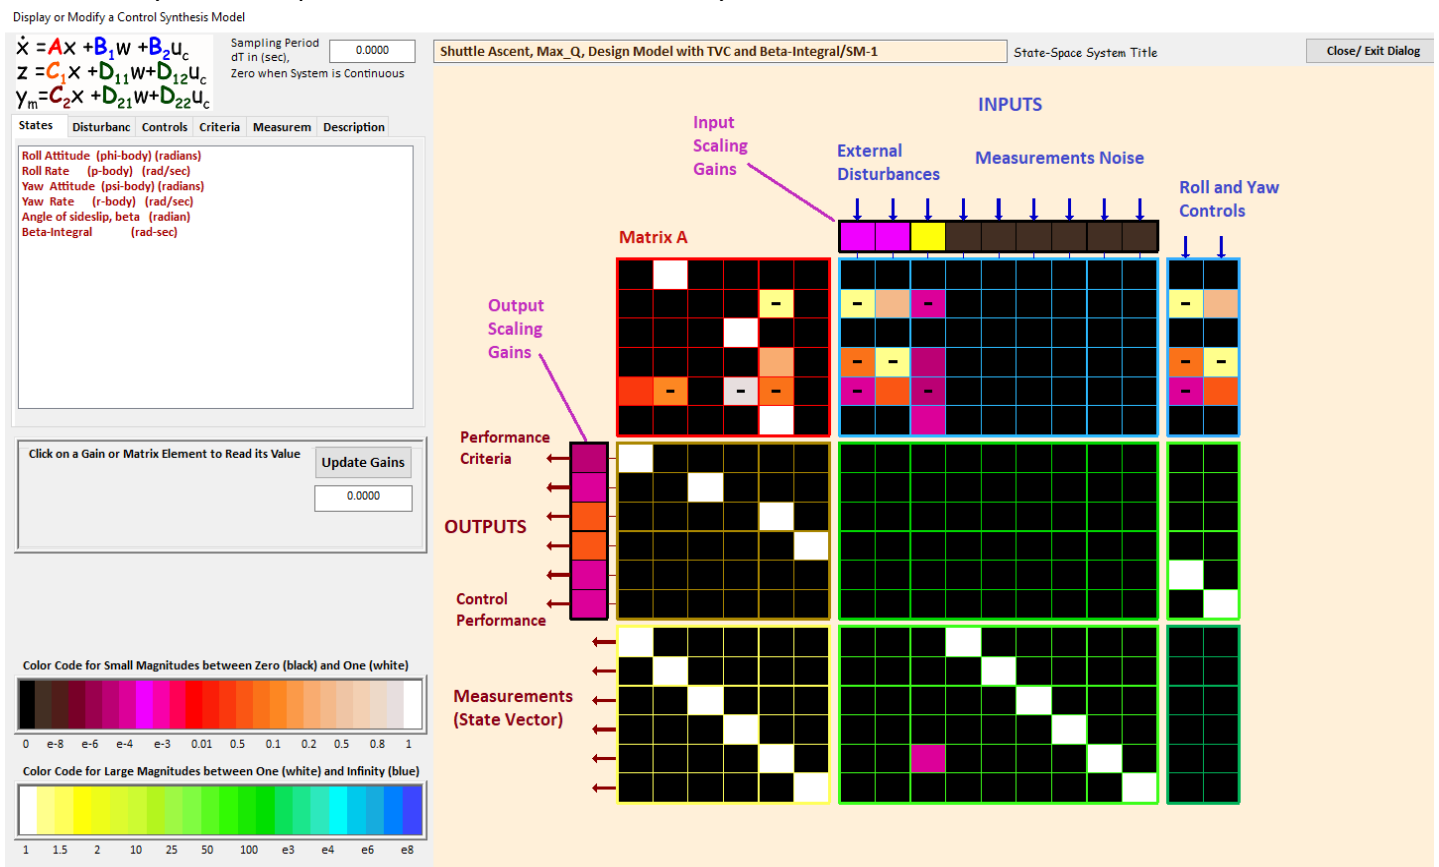 Display or Modify a Control Synthesis Model
ẋ =Ax +B1w +B2uc
z =C1x +D11w+D12uc
ym=C2x +D21w+D22uc
Sampling Period
dT in (sec),
Zero when System is Continuous
0.0000
Shuttle Ascent, Max_Q, Design Model with TVC and Beta-Integral/SM-1
State-Space System Title
Close/ Exit Dialog
States Disturbanc Controls Criteria Measurem Description
Roll Attitude (phi-body) (radians)
Roll Rate (p-body) (rad/sec)
Yaw Attitude (psi-body) (radians)
Yaw Rate (r-body) (rad/sec)
Angle of sideslip, beta (radian)
Beta-Integral (rad-sec)
Click on a Gain or Matrix Element to Read its Value
Update Gains
0.0000
Color Code for Small Magnitudes between Zero (black) and One (white)
0 e-8 e-6 e-4 e-3 0.01 0.5 0.1 0.2 0.5 0.8 1
Color Code for Large Magnitudes between One (white) and Infinity (blue)
1 1.5 2 10 25 50 100 e3 e4 e6 e8
INPUTS
Input
Scaling
Gains
External
Disturbances
Measurements Noise
Roll and Yaw
Controls
Matrix A
Output
Scaling
Gains
- - - -
- - - - -
- - - - - - -
Performance
Criteria
OUTPUTS
Control
Performance
Measurements
(State Vector)